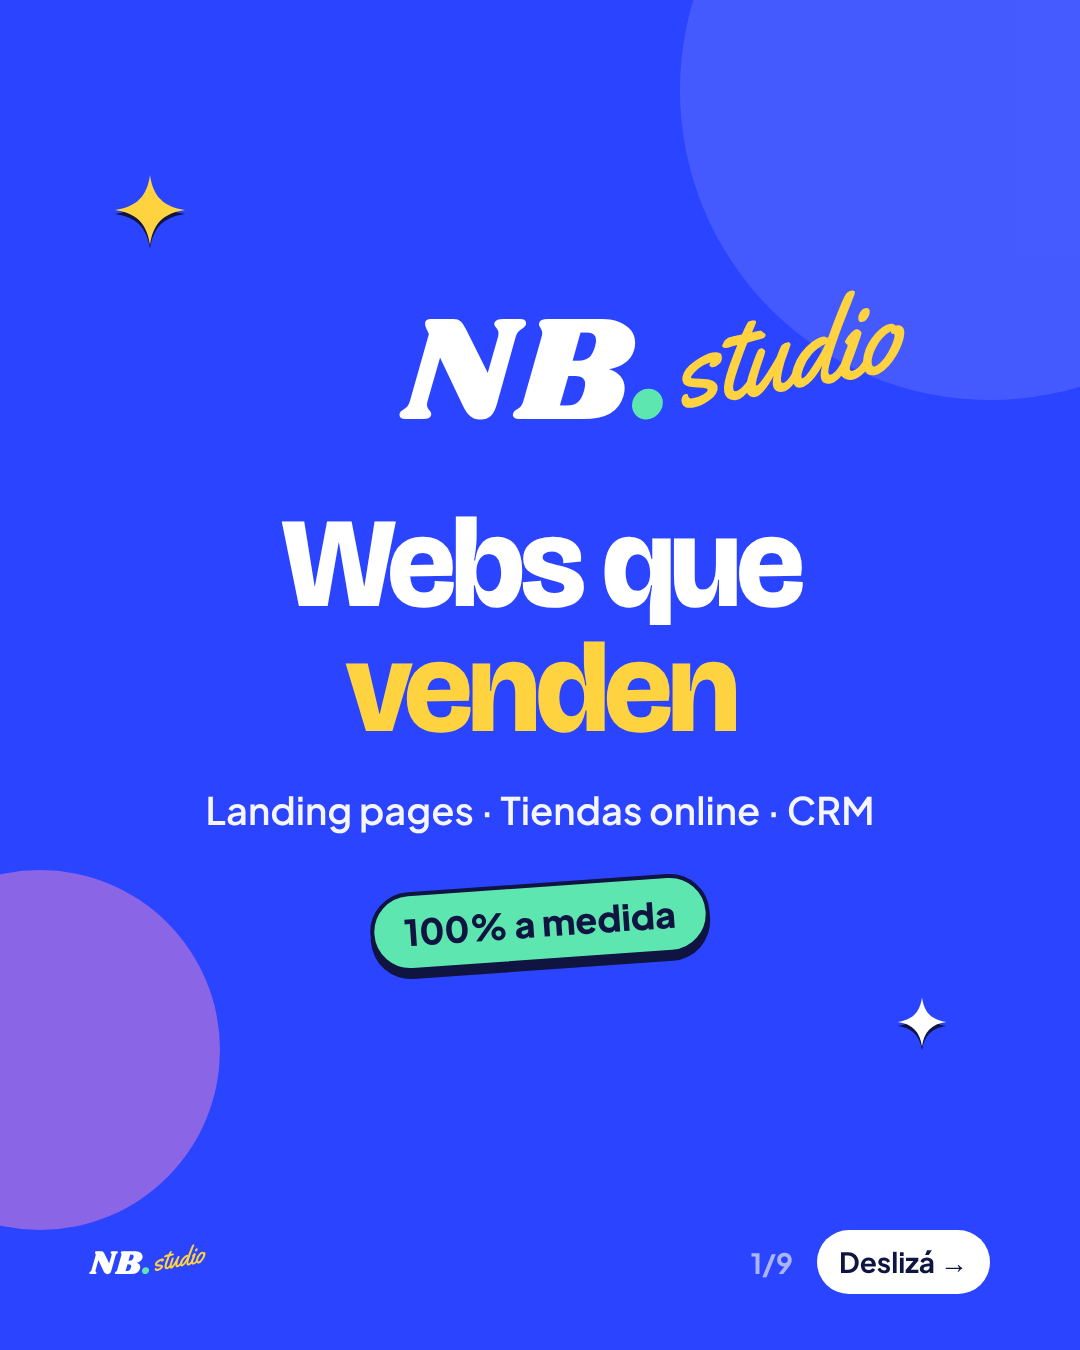 NB. studio
Webs que
venden
Landing pages · Tiendas online · CRM
100% a medida
NB. studio
1/9
Deslizá →